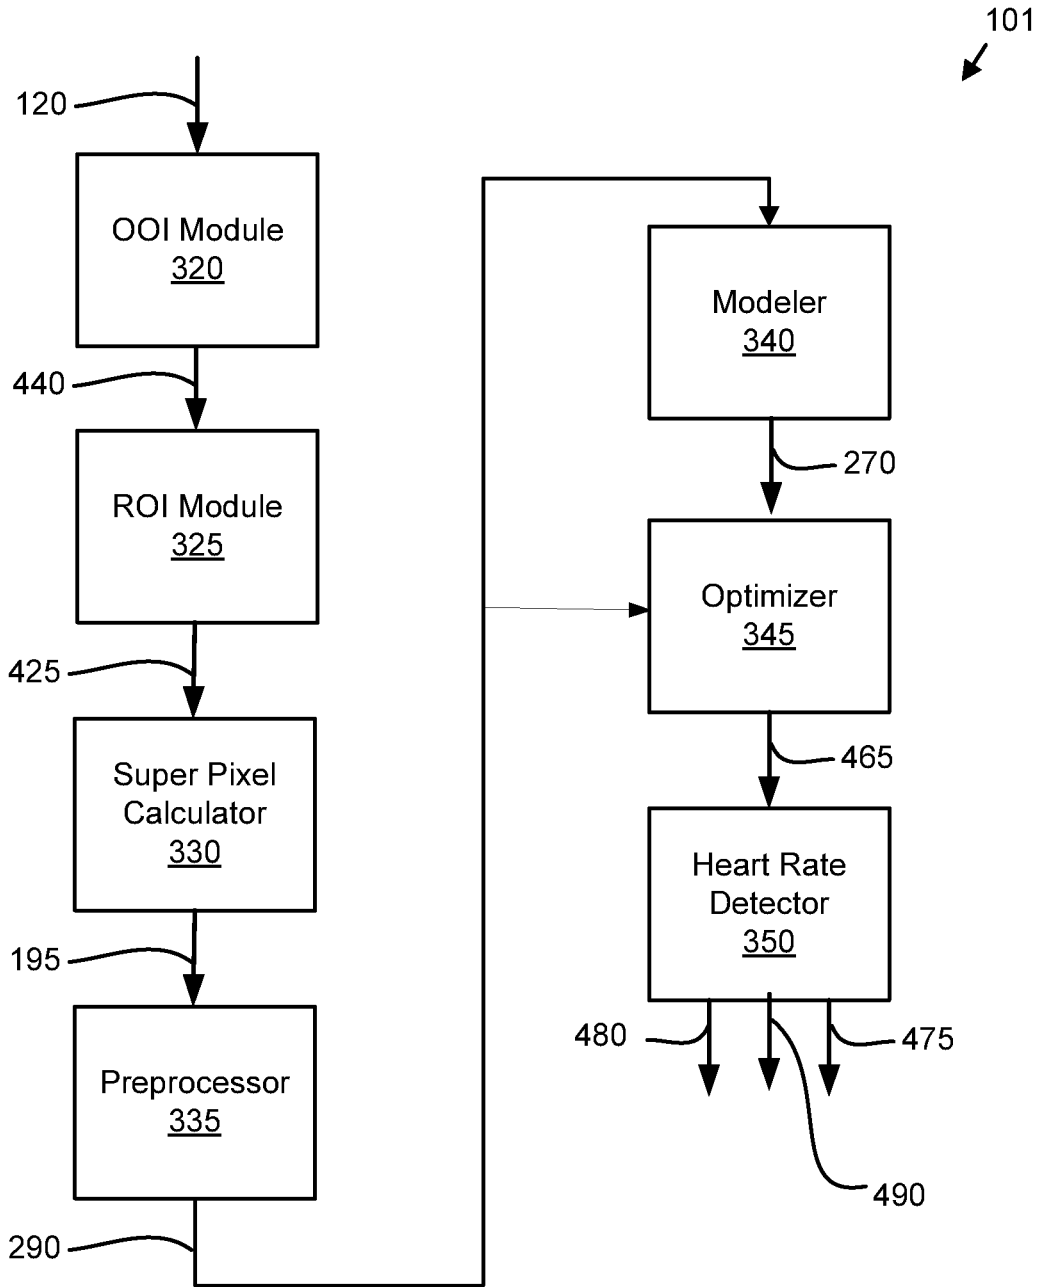 101
120
OOI Module
320
440
ROI Module
325
425
Super Pixel
Calculator
330
195
Preprocessor
335
290
Modeler
340
270
Optimizer
345
465
Heart Rate
Detector
350
480
475
490